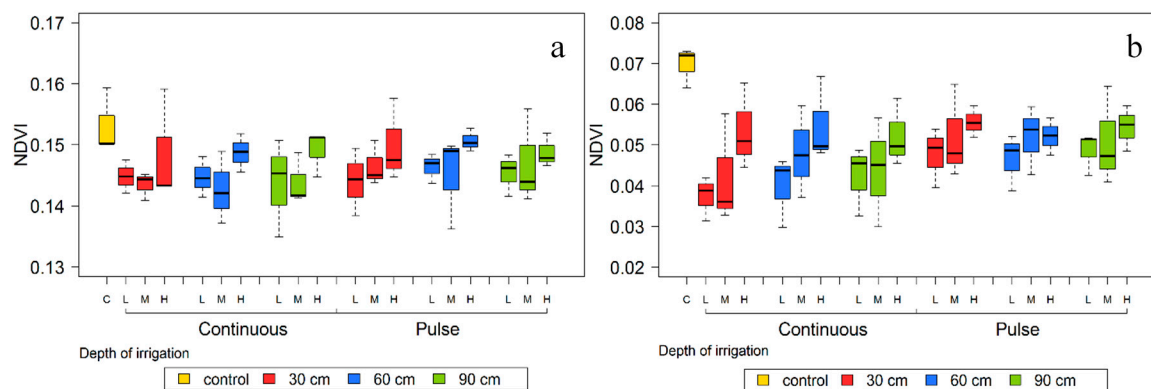 a
0.17
0.16
0.15
0.14
0.13
NDVI
C L M H L M H L M H L M H L M H L M H
Continuous Pulse
Depth of irrigation
control 30 cm 60 cm 90 cm
b
0.08
0.07
0.06
0.05
0.04
0.03
0.02
NDVI
C L M H L M H L M H L M H L M H L M H
Continuous Pulse
Depth of irrigation
control 30 cm 60 cm 90 cm